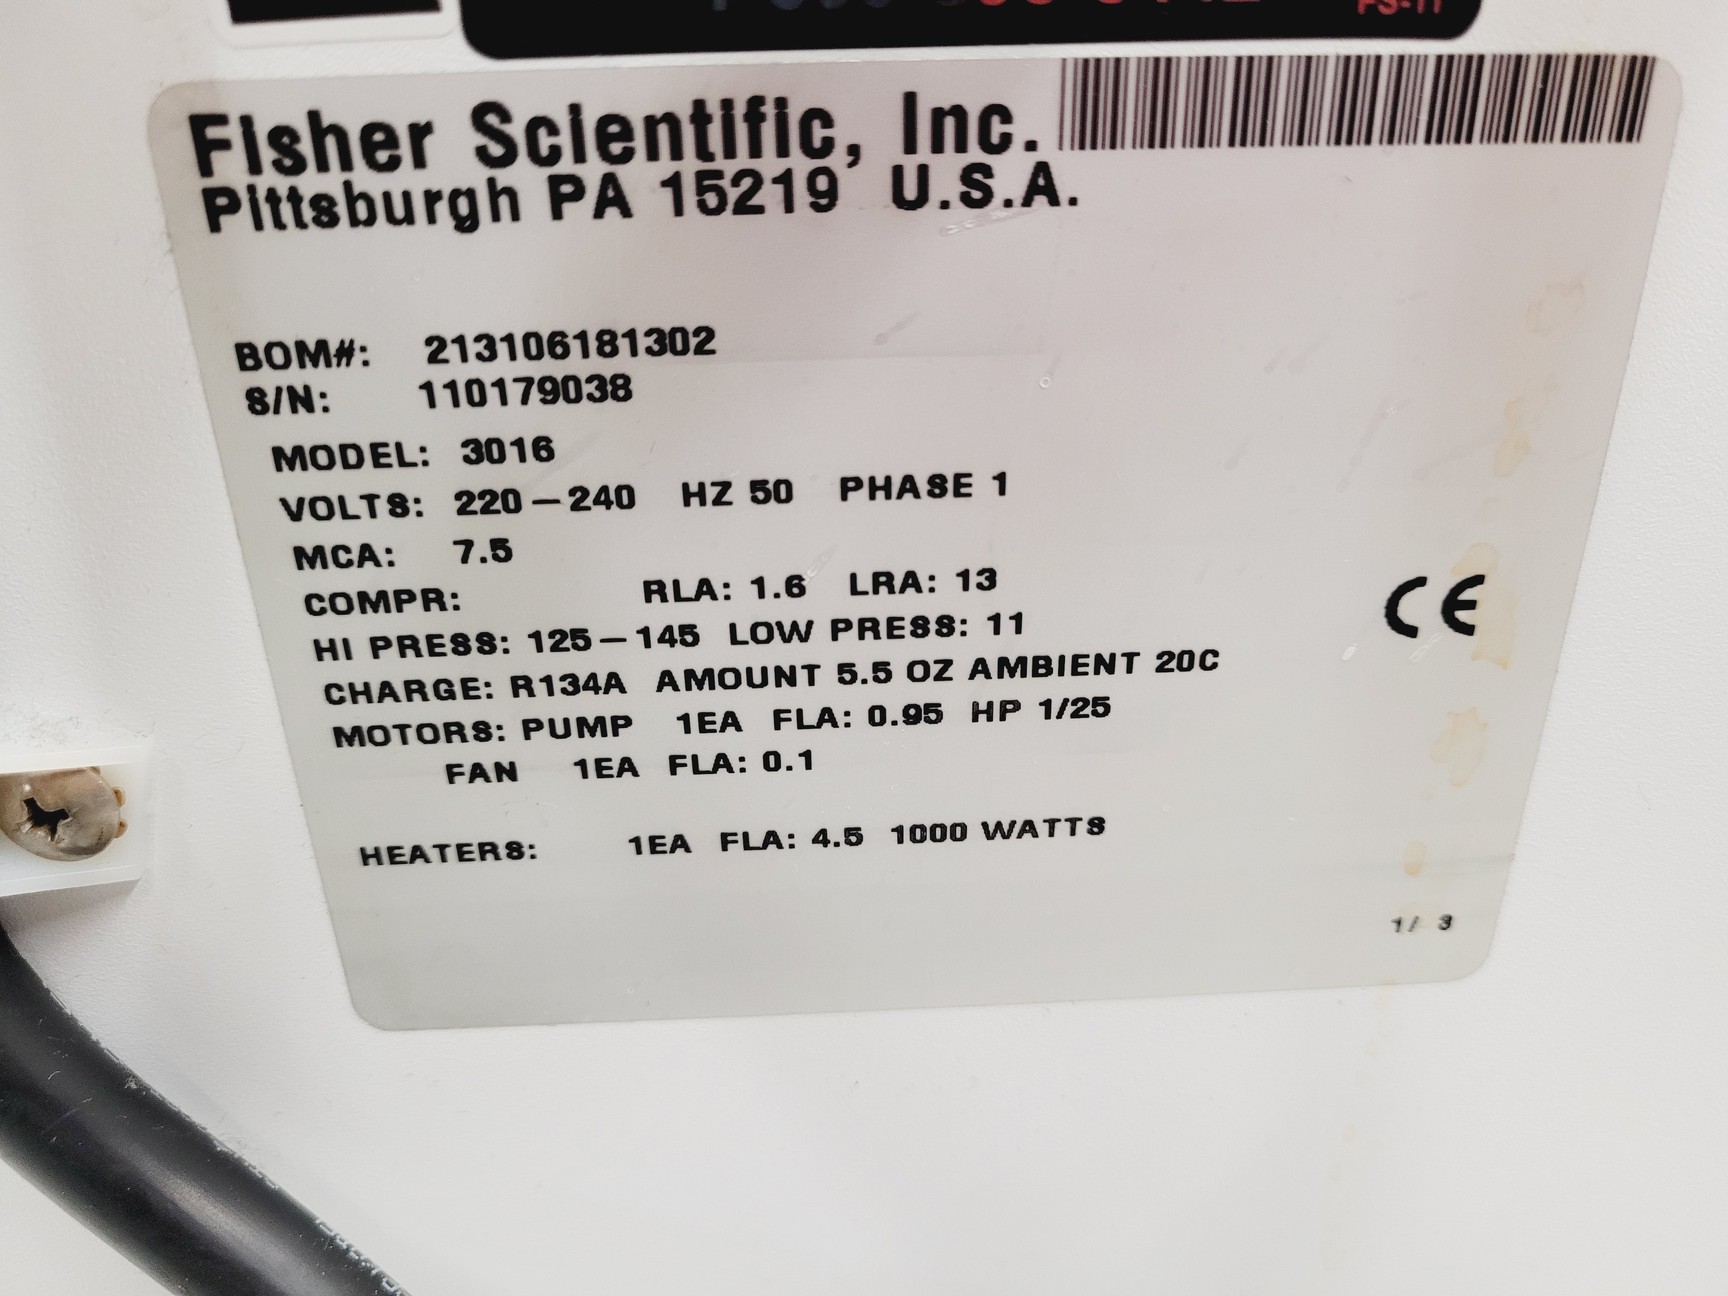 FS-11
Fisher Scientific, Inc.
Pittsburgh PA 15219 U.S.A.
BOM#: 213106181302
S/N: 110179038
MODEL: 3016
VOLTS: 220-240 HZ 50 PHASE 1
MCA: 7.5
COMPR: RLA: 1.6 LRA: 13
HI PRESS: 125-145 LOW PRESS: 11
CHARGE: R134A AMOUNT 5.5 OZ AMBIENT 20C
MOTORS: PUMP 1EA FLA: 0.95 HP 1/25
FAN 1EA FLA: 0.1
HEATERS: 1EA FLA: 4.5 1000 WATTS
CE
1/ 3